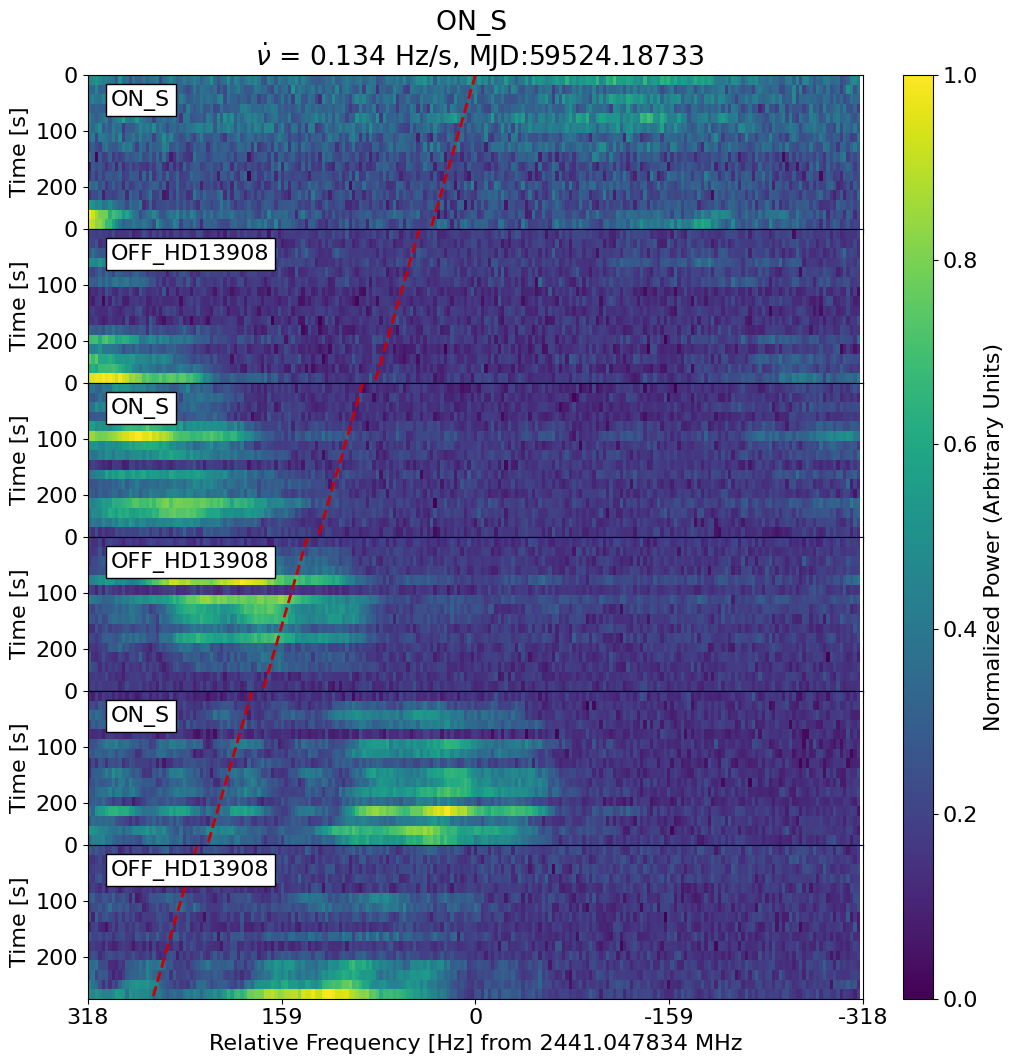 ON_S
ν̇ = 0.134 Hz/s, MJD:59524.18733
0
100
200
Time [s]
ON_S
0
100
200
Time [s]
OFF_HD13908
0
100
200
Time [s]
ON_S
0
100
200
Time [s]
OFF_HD13908
0
100
200
Time [s]
ON_S
0
100
200
Time [s]
OFF_HD13908
318 159 0 -159 -318
Relative Frequency [Hz] from 2441.047834 MHz
1.0
0.8
0.6
0.4
0.2
0.0
Normalized Power (Arbitrary Units)